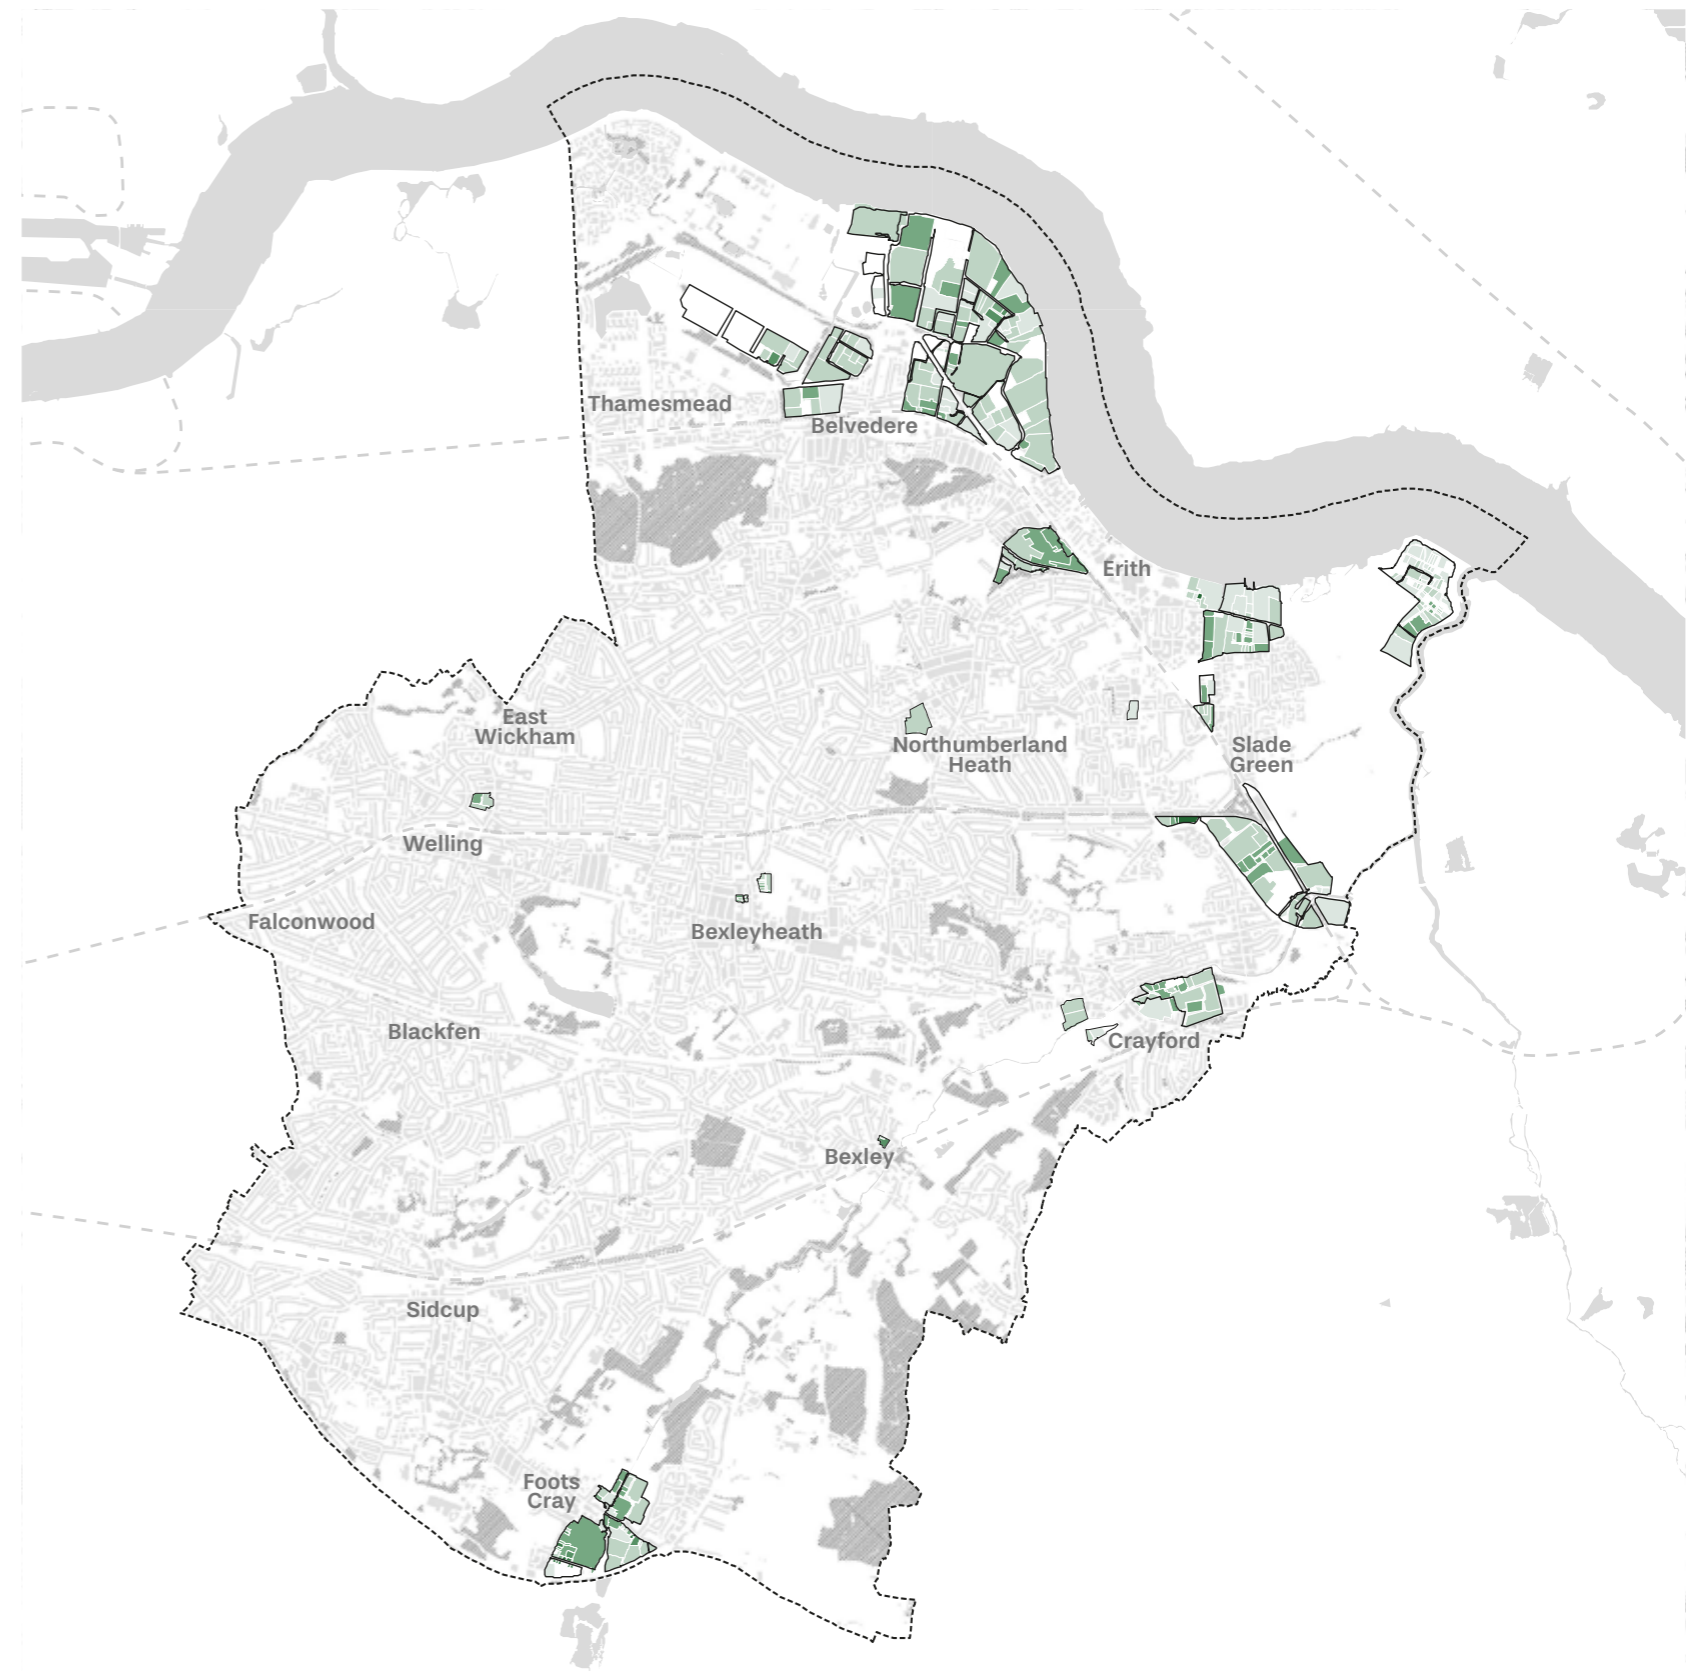 Thamesmead
Belvedere
Erith
East
Wickham
Northumberland
Heath
Slade
Green
Welling
Falconwood
Bexleyheath
Blackfen
Crayford
Bexley
Sidcup
Foots
Cray